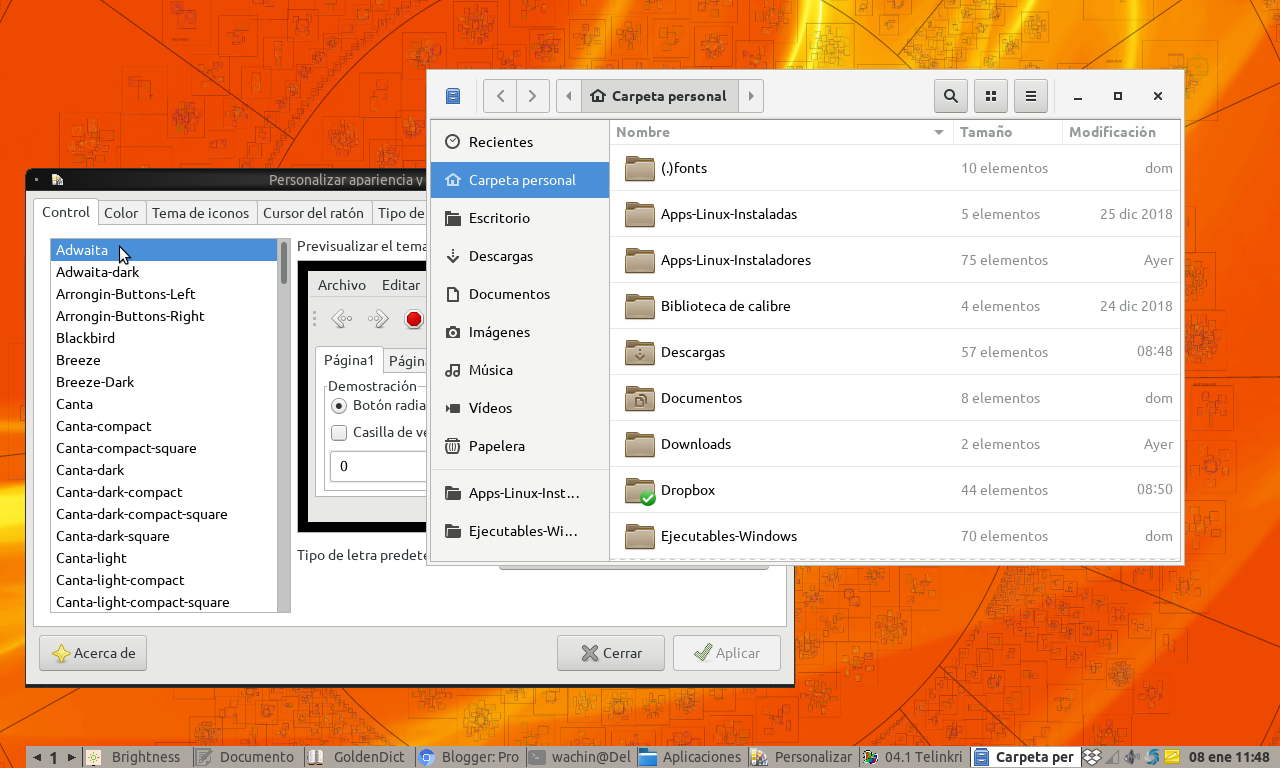 Carpeta personal
Nombre Tamaño Modificación
Recientes
Carpeta personal
Escritorio
Descargas
Documentos
Imágenes
Música
Vídeos
Papelera
Apps-Linux-Inst...
Ejecutables-Wi...
(.)fonts 10 elementos dom
Apps-Linux-Instaladas 5 elementos 25 dic 2018
Apps-Linux-Instaladores 75 elementos Ayer
Biblioteca de calibre 4 elementos 24 dic 2018
Descargas 57 elementos 08:48
Documentos 8 elementos dom
Downloads 2 elementos Ayer
Dropbox 44 elementos 08:50
Ejecutables-Windows 70 elementos dom
Personalizar apariencia y
Control Color Tema de iconos Cursor del ratón Tipo de
Adwaita
Adwaita-dark
Arrongin-Buttons-Left
Arrongin-Buttons-Right
Blackbird
Breeze
Breeze-Dark
Canta
Canta-compact
Canta-compact-square
Canta-dark
Canta-dark-compact
Canta-dark-compact-square
Canta-dark-square
Canta-light
Canta-light-compact
Canta-light-compact-square
Previsualizar el tema
Archivo Editar
Página1 Página
Demostración
Botón radia
Casilla de ve
0
Tipo de letra predete
Acerca de Cerrar Aplicar
1 Brightness Documento GoldenDict Blogger: Pro wachin@Del Aplicaciones Personalizar 04.1 Telinkri Carpeta per 08 ene 11:48